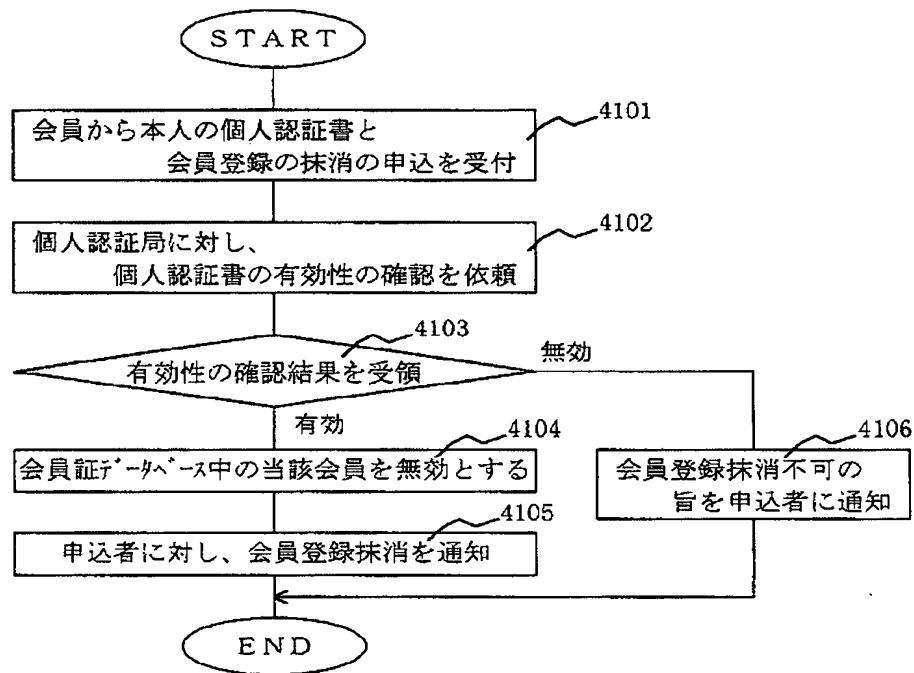 START
4101
会員から本人の個人認証書と
会員登録の抹消の申込を受付
4102
個人認証局に対し、
個人認証書の有効性の確認を依頼
4103
有効性の確認結果を受領
無効
有効
4104
会員証ﾃﾞｰﾀﾍﾞｰｽ中の当該会員を無効とする
4106
会員登録抹消不可の
旨を申込者に通知
4105
申込者に対し、会員登録抹消を通知
END